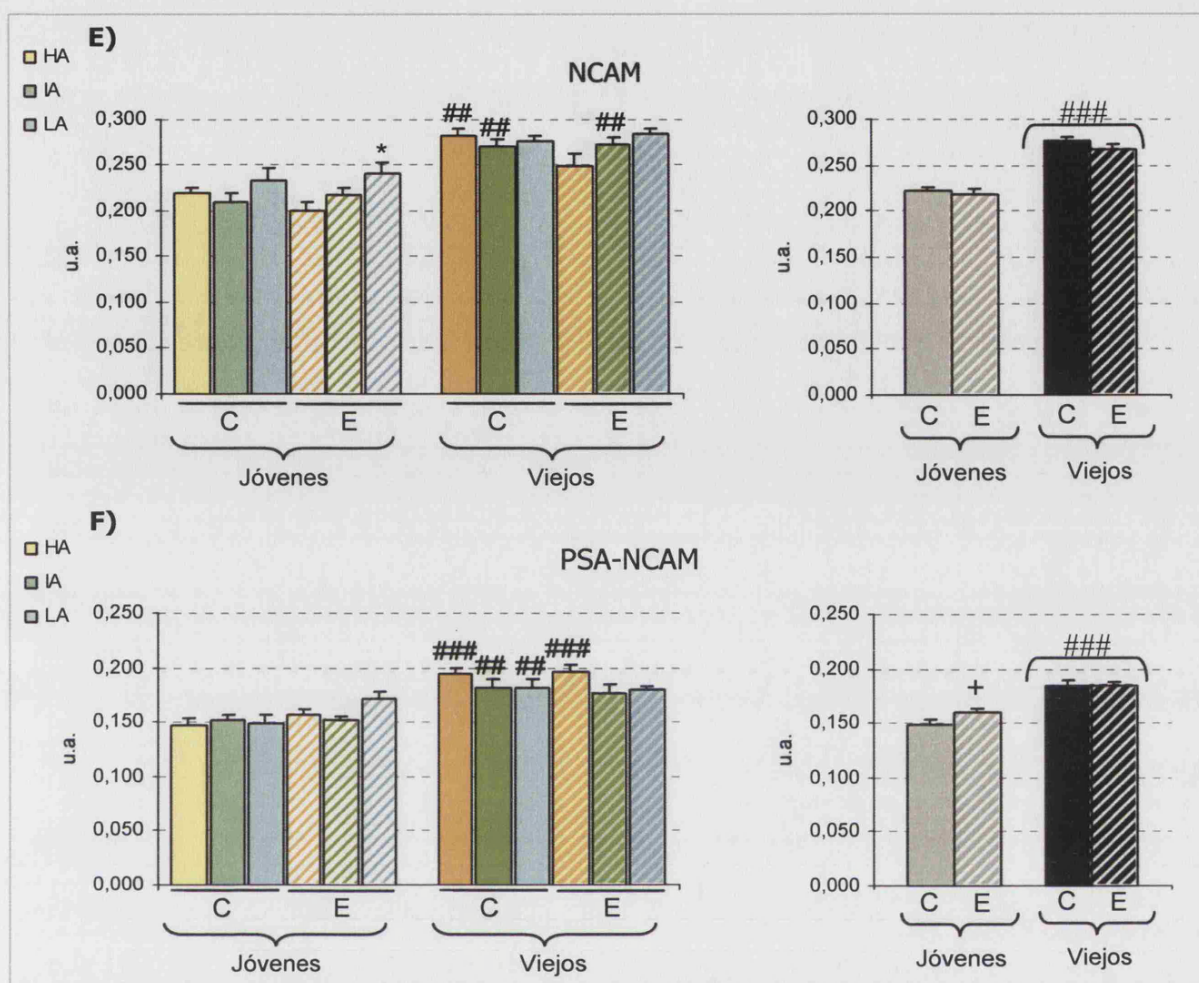 E)
HA
IA
LA
NCAM
0,300
0,250
0,200
0,150
0,100
0,050
0,000
u.a.
*
## ## ##
C E C E
Jóvenes Viejos
0,300
0,250
0,200
0,150
0,100
0,050
0,000
u.a.
###
C E C E
Jóvenes Viejos
F)
HA
IA
LA
PSA-NCAM
0,250
0,200
0,150
0,100
0,050
0,000
u.a.
### ## ## ###
C E C E
Jóvenes Viejos
0,250
0,200
0,150
0,100
0,050
0,000
u.a.
+
###
C E C E
Jóvenes Viejos